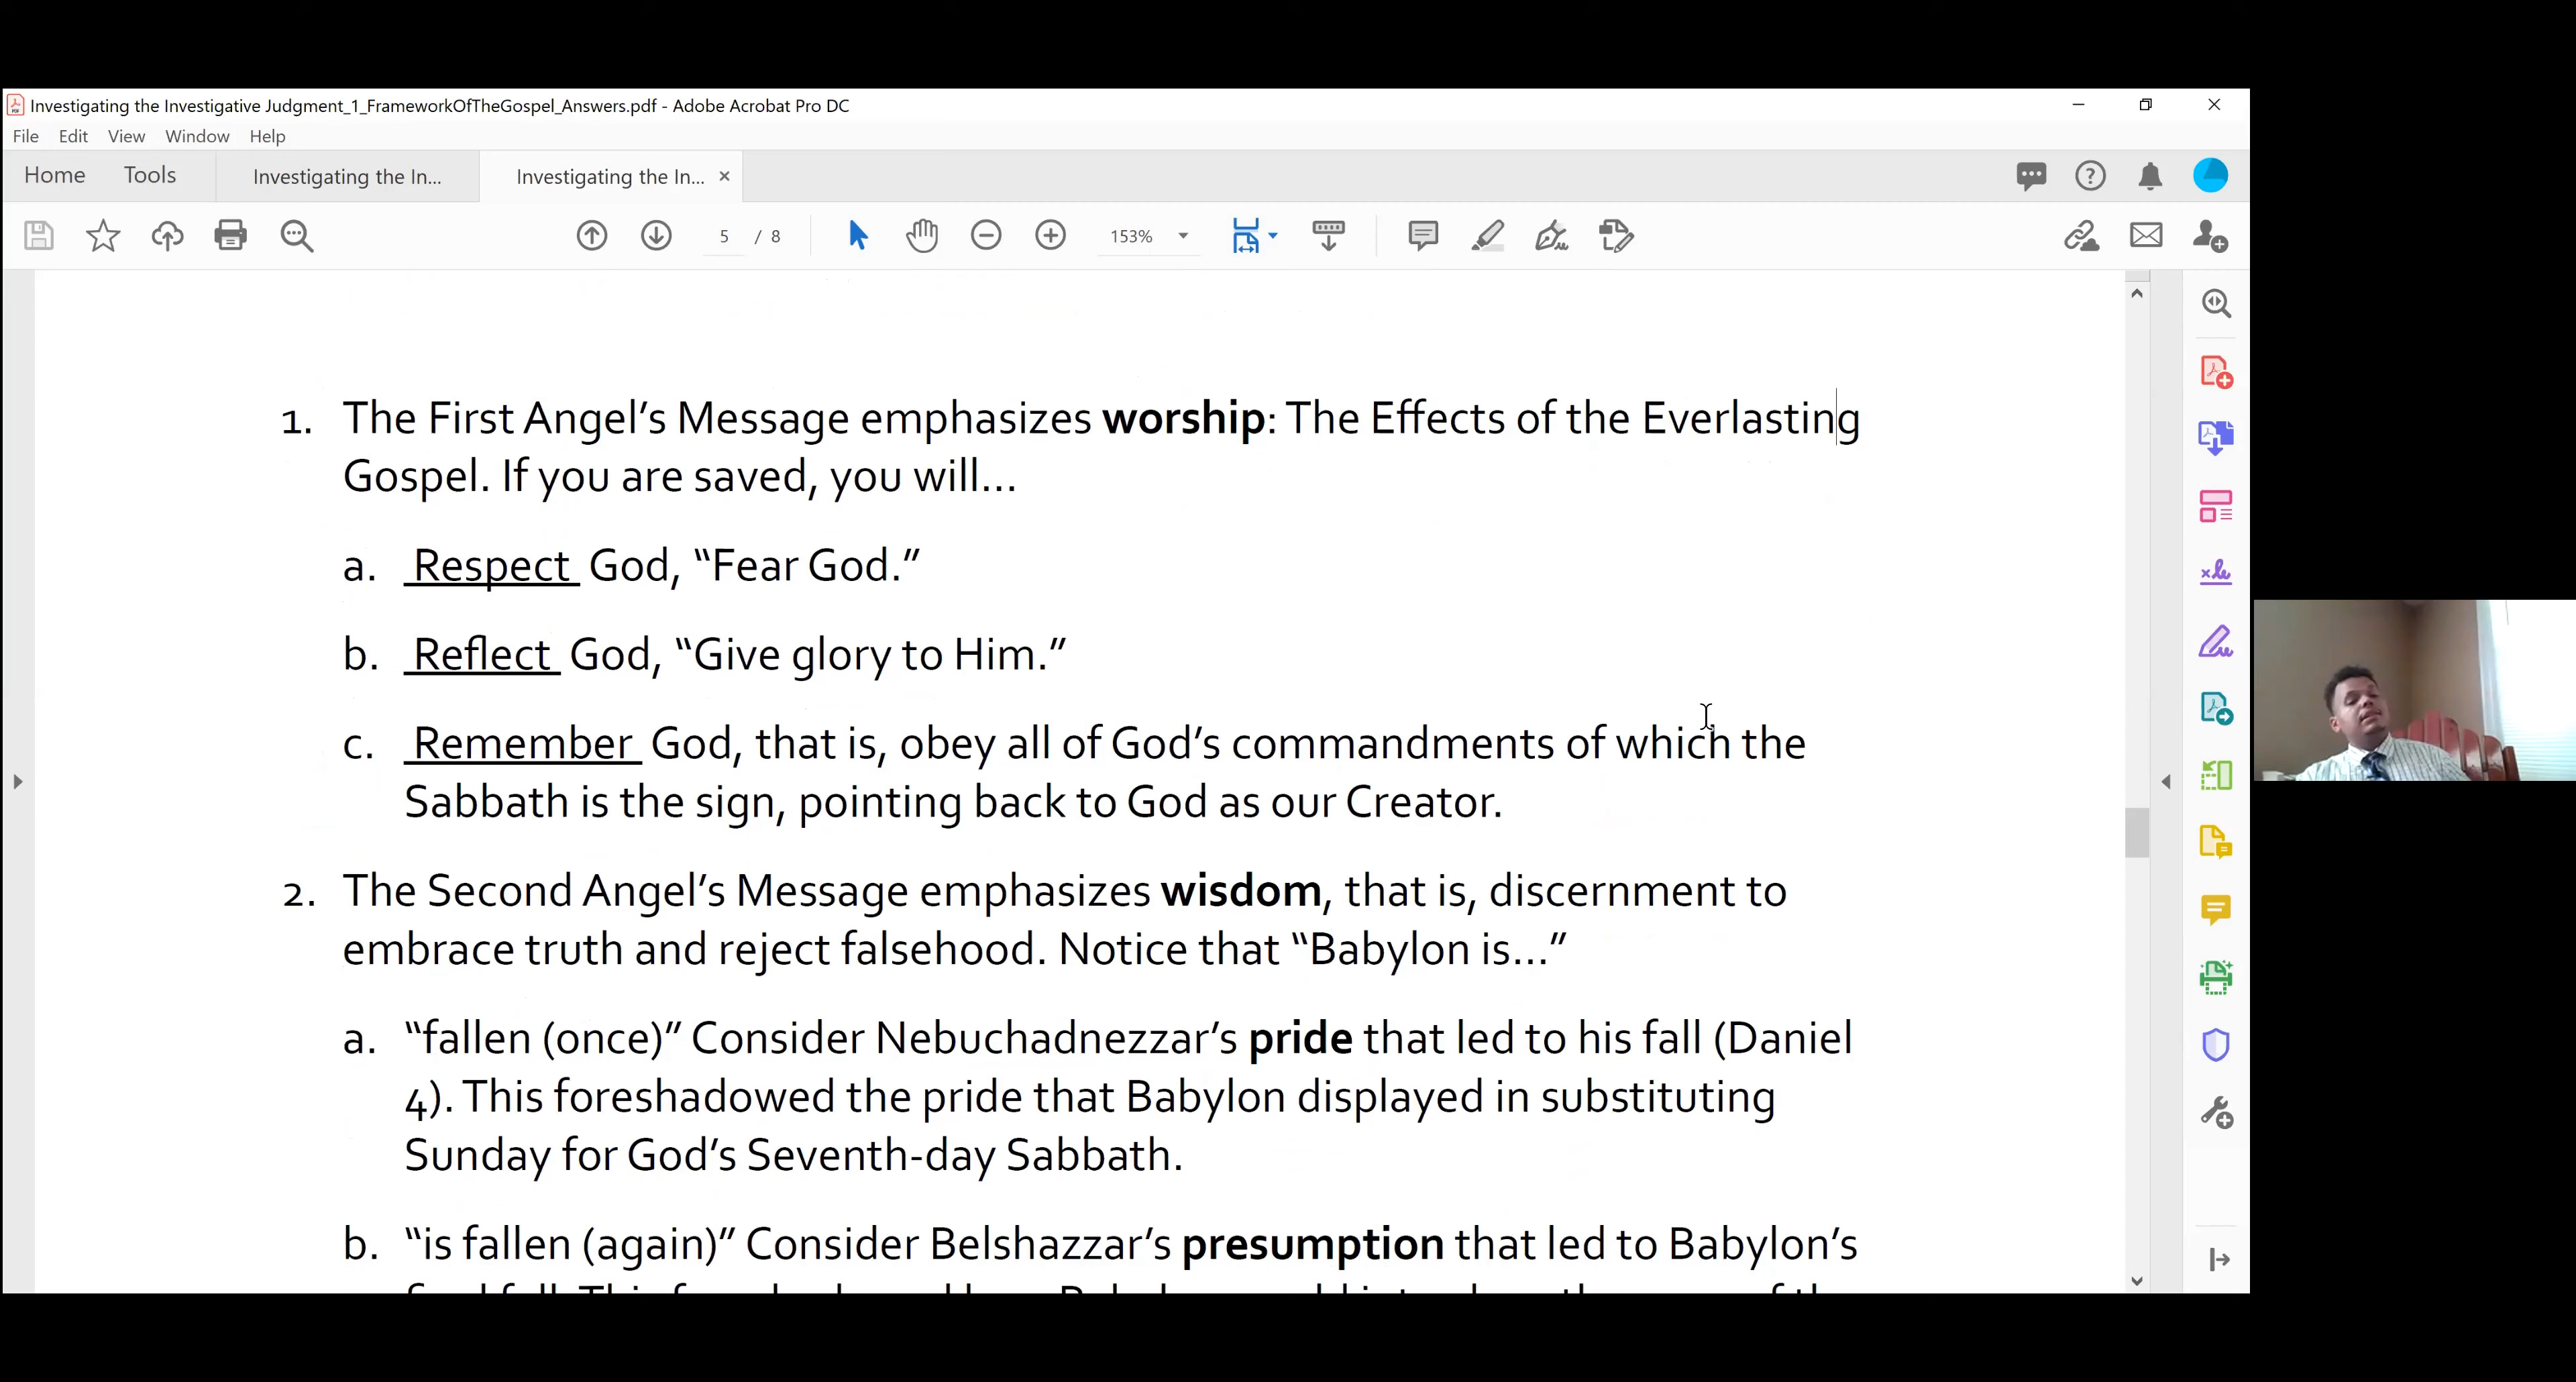 Investigating the Investigative Judgment_1_FrameworkOfTheGospel_Answers.pdf - Adobe Acrobat Pro DC
File Edit View Window Help
Home Tools Investigating the In... Investigating the In... ×
5 / 8 153%
1. The First Angel’s Message emphasizes worship: The Effects of the Everlasting
Gospel. If you are saved, you will…
a. Respect God, “Fear God.”
b. Reflect God, “Give glory to Him.”
c. Remember God, that is, obey all of God’s commandments of which the
Sabbath is the sign, pointing back to God as our Creator.
2. The Second Angel’s Message emphasizes wisdom, that is, discernment to
embrace truth and reject falsehood. Notice that “Babylon is…”
a. “fallen (once)” Consider Nebuchadnezzar’s pride that led to his fall (Daniel
4). This foreshadowed the pride that Babylon displayed in substituting
Sunday for God’s Seventh-day Sabbath.
b. “is fallen (again)” Consider Belshazzar’s presumption that led to Babylon’s